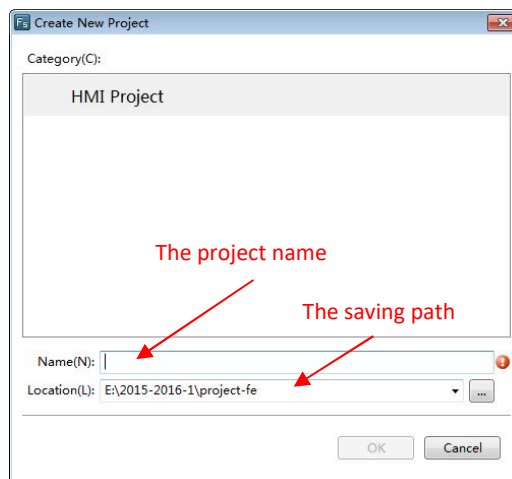 Fs Create New Project
Category(C):
HMI Project
The project name
The saving path
Name(N):
Location(L): E:\2015-2016-1\project-fe ...
OK Cancel